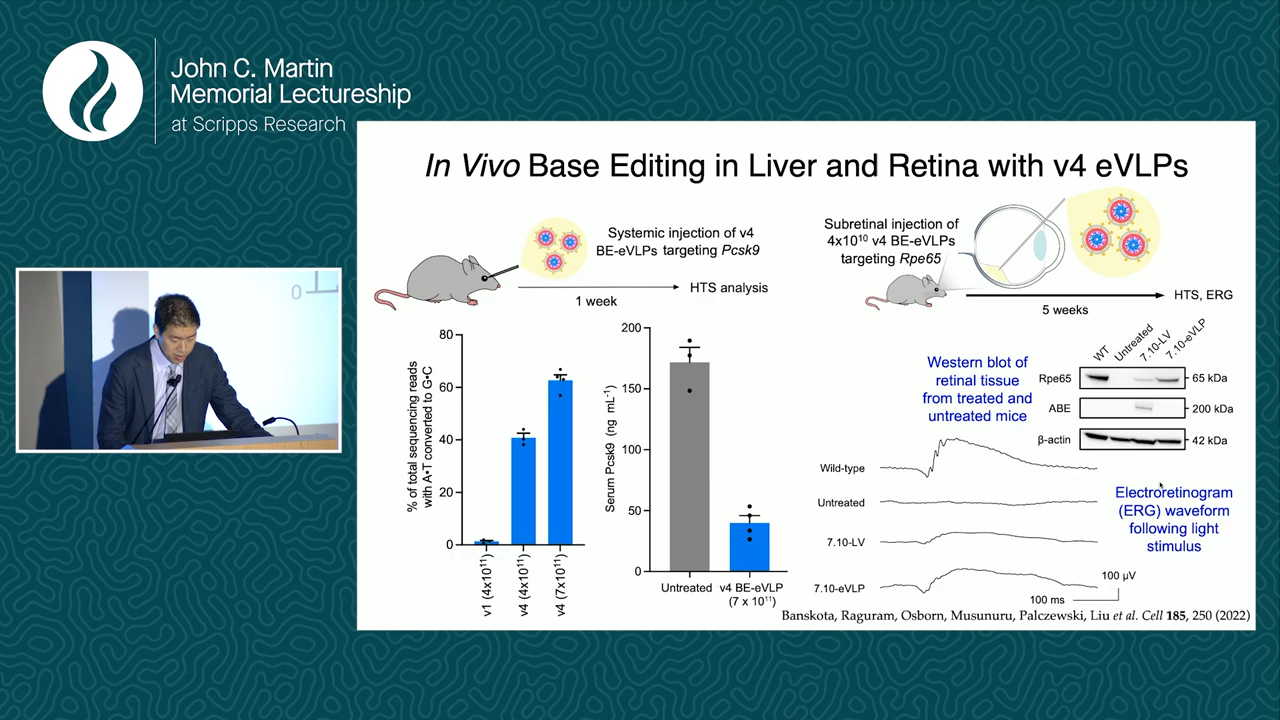 John C. Martin
Memorial Lectureship
at Scripps Research
In Vivo Base Editing in Liver and Retina with v4 eVLPs
Systemic injection of v4
BE-eVLPs targeting Pcsk9
1 week
HTS analysis
Subretinal injection of
4x10¹⁰ v4 BE-eVLPs
targeting Rpe65
5 weeks
HTS, ERG
% of total sequencing reads
with A•T converted to G•C
80
60
40
20
0
v1 (4x10¹¹)
v4 (4x10¹¹)
v4 (7x10¹¹)
Serum Pcsk9 (ng mL⁻¹)
200
150
100
50
0
Untreated
v4 BE-eVLP
(7 x 10¹¹)
Western blot of
retinal tissue
from treated and
untreated mice
WT
Untreated
7.10-LV
7.10-eVLP
Rpe65
65 kDa
ABE
200 kDa
β-actin
42 kDa
Wild-type
Untreated
7.10-LV
7.10-eVLP
Electroretinogram
(ERG) waveform
following light
stimulus
100 μV
100 ms
Banskota, Raguram, Osborn, Musunuru, Palczewski, Liu et al. Cell 185, 250 (2022)
0